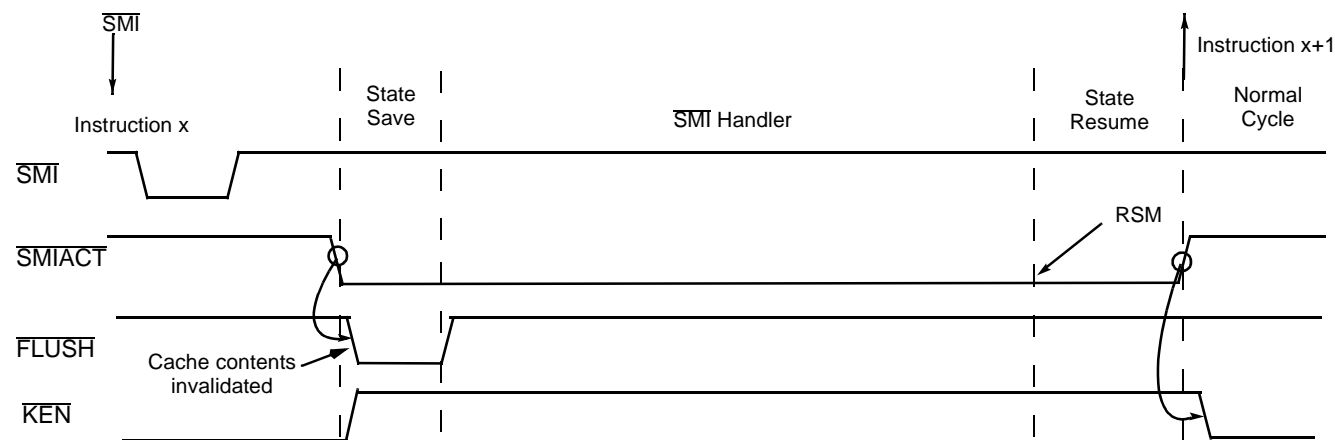 SMI
Instruction x+1
State
Save
SMI Handler
State
Resume
Normal
Cycle
Instruction x
SMI
RSM
SMIACT
FLUSH
Cache contents
invalidated
KEN